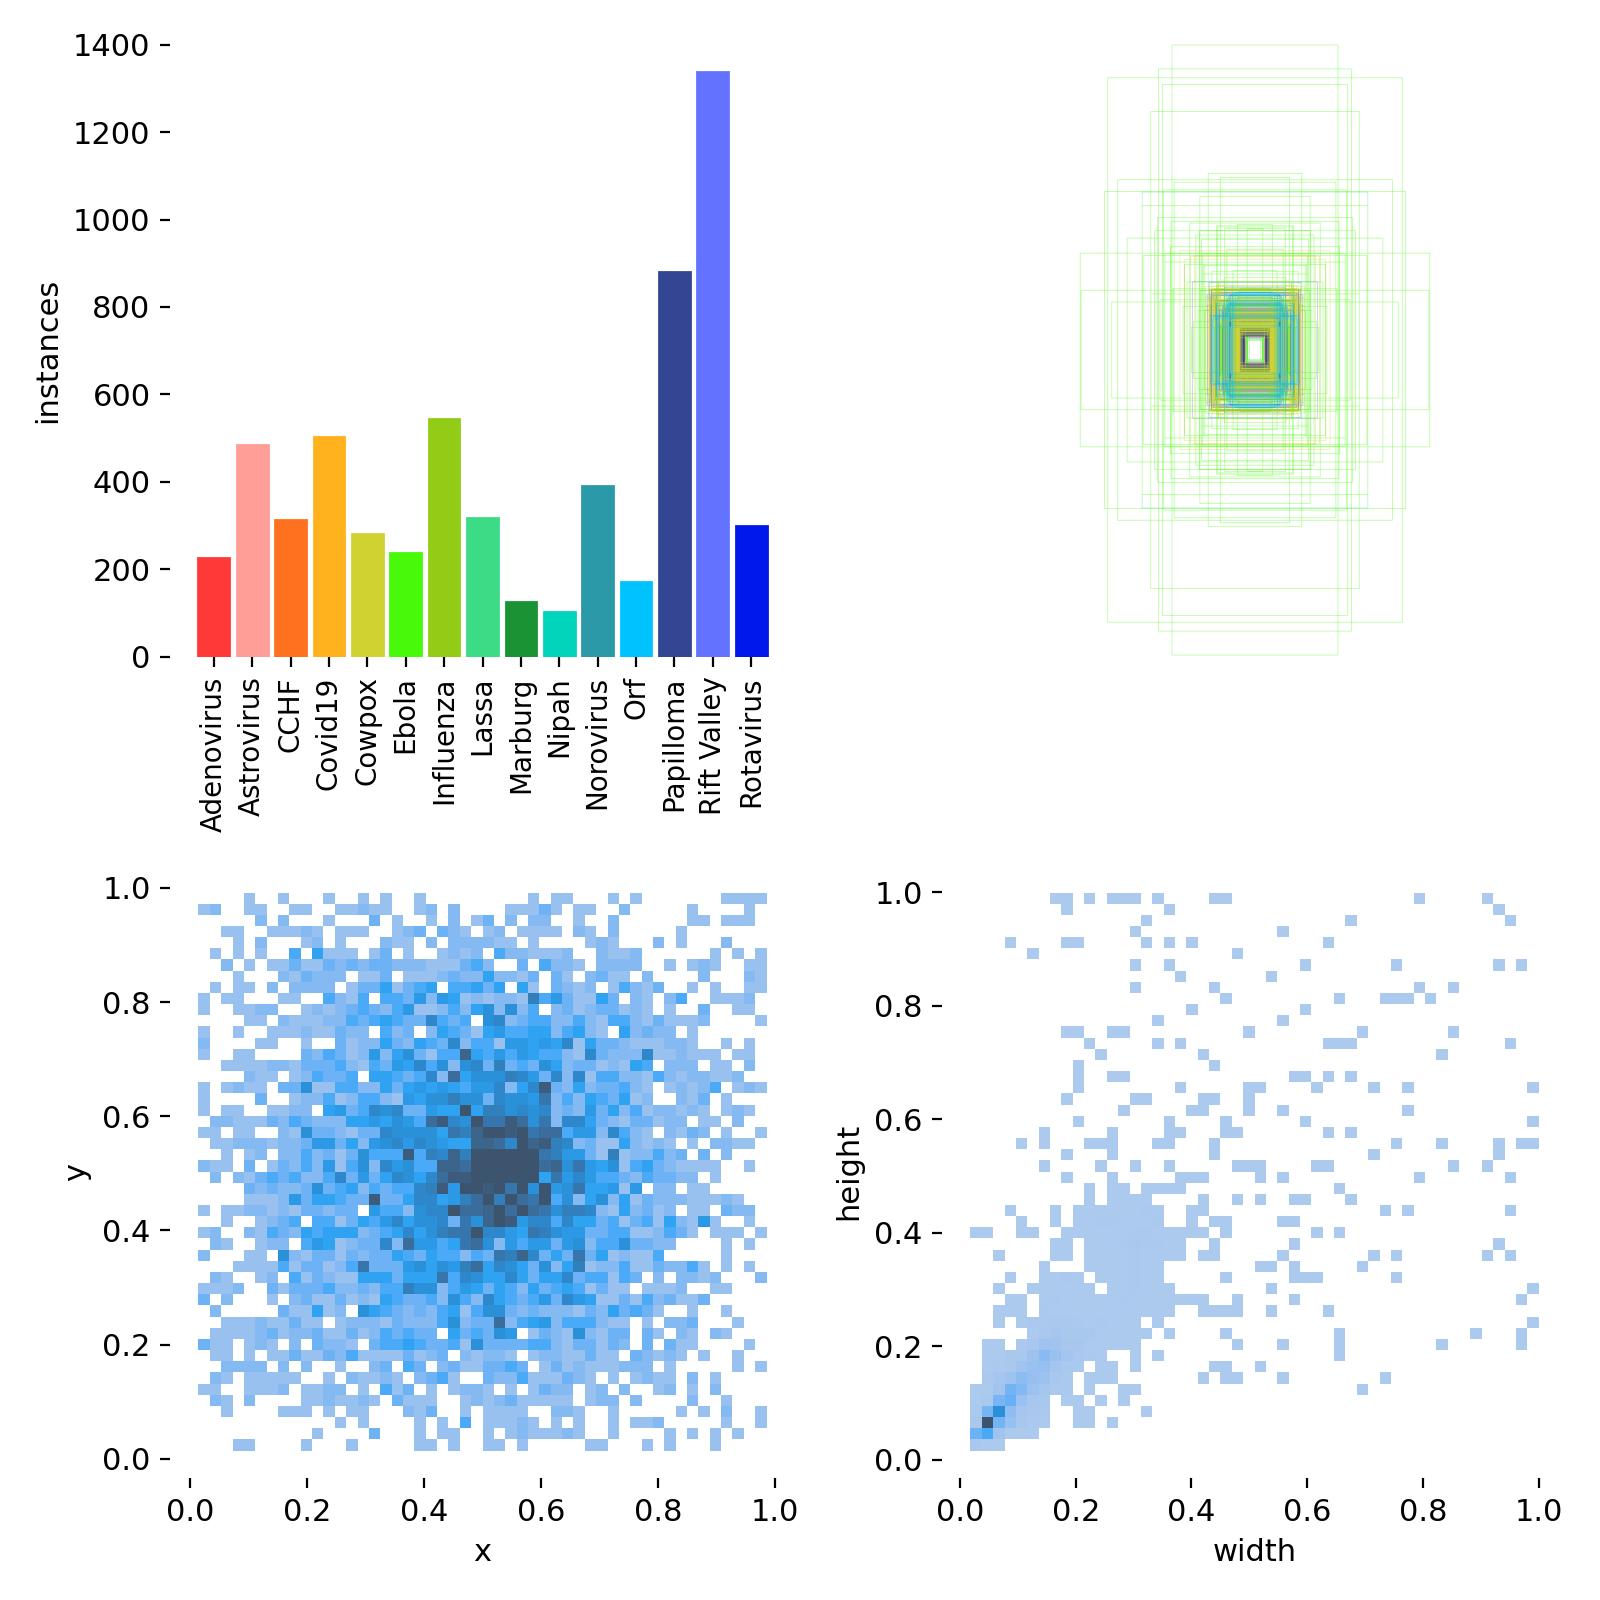 1400
1200
1000
800
600
400
200
0
instances
Adenovirus
Astrovirus
CCHF
Covid19
Cowpox
Ebola
Influenza
Lassa
Marburg
Nipah
Norovirus
Orf
Papilloma
Rift Valley
Rotavirus
1.0
0.8
0.6
0.4
0.2
0.0
y
0.0 0.2 0.4 0.6 0.8 1.0
x
1.0
0.8
0.6
0.4
0.2
0.0
height
0.0 0.2 0.4 0.6 0.8 1.0
width